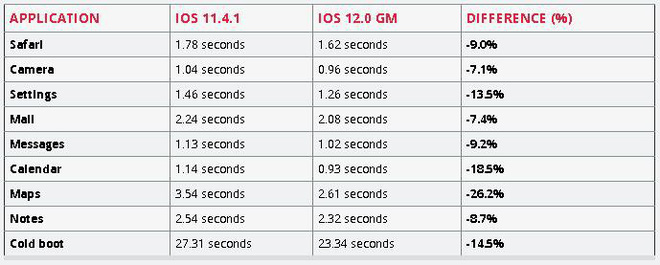 APPLICATION IOS 11.4.1 IOS 12.0 GM DIFFERENCE (%)
Safari 1.78 seconds 1.62 seconds -9.0%
Camera 1.04 seconds 0.96 seconds -7.1%
Settings 1.46 seconds 1.26 seconds -13.5%
Mail 2.24 seconds 2.08 seconds -7.4%
Messages 1.13 seconds 1.02 seconds -9.2%
Calendar 1.14 seconds 0.93 seconds -18.5%
Maps 3.54 seconds 2.61 seconds -26.2%
Notes 2.54 seconds 2.32 seconds -8.7%
Cold boot 27.31 seconds 23.34 seconds -14.5%